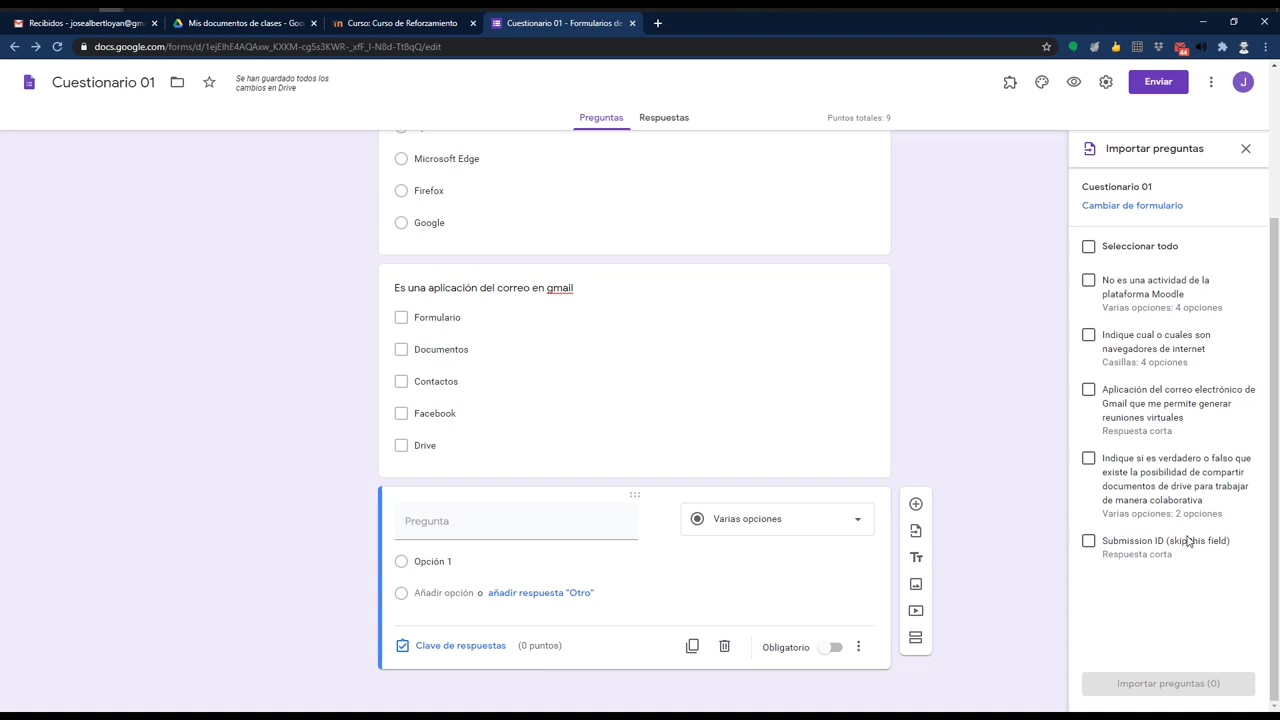 Recibidos - josealbertloyan@gm
Mis documentos de clases - Goo
Curso: Curso de Reforzamiento
Cuestionario 01 - Formularios de
docs.google.com/forms/d/1ejElhE4AQAxw_KXKM-cg5s3KWR-_xfF_I-N8d-Tt8qQ/edit
44
Cuestionario 01
Se han guardado todos los
cambios en Drive
Enviar
J
Preguntas
Respuestas
Puntos totales: 9
Microsoft Edge
Firefox
Google
Es una aplicación del correo en gmail
Formulario
Documentos
Contactos
Facebook
Drive
Pregunta
Varias opciones
Opción 1
Añadir opción o añadir respuesta "Otro"
Clave de respuestas (0 puntos)
Obligatorio
Importar preguntas
Cuestionario 01
Cambiar de formulario
Seleccionar todo
No es una actividad de la
plataforma Moodle
Varias opciones: 4 opciones
Indique cual o cuales son
navegadores de internet
Casillas: 4 opciones
Aplicación del correo electrónico de
Gmail que me permite generar
reuniones virtuales
Respuesta corta
Indique si es verdadero o falso que
existe la posibilidad de compartir
documentos de drive para trabajar
de manera colaborativa
Varias opciones: 2 opciones
Submission ID (skip this field)
Respuesta corta
Importar preguntas (0)